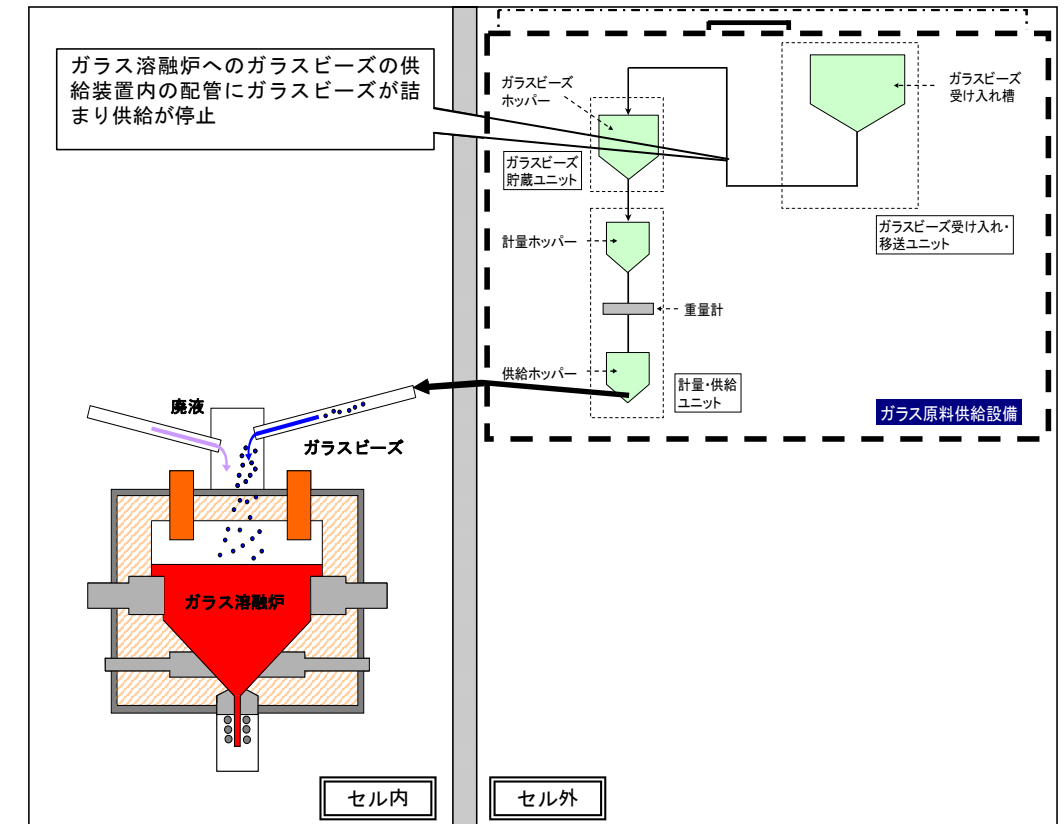 ガラス溶融炉へのガラスビーズの供
給装置内の配管にガラスビーズが詰
まり供給が停止
ガラスビーズ
ホッパー
ガラスビーズ
受け入れ槽
ガラスビーズ
貯蔵ユニット
ガラスビーズ受け入れ・
移送ユニット
計量ホッパー
重量計
供給ホッパー
計量・供給
ユニット
ガラス原料供給設備
廃液
ガラスビーズ
ガラス溶融炉
セル内
セル外